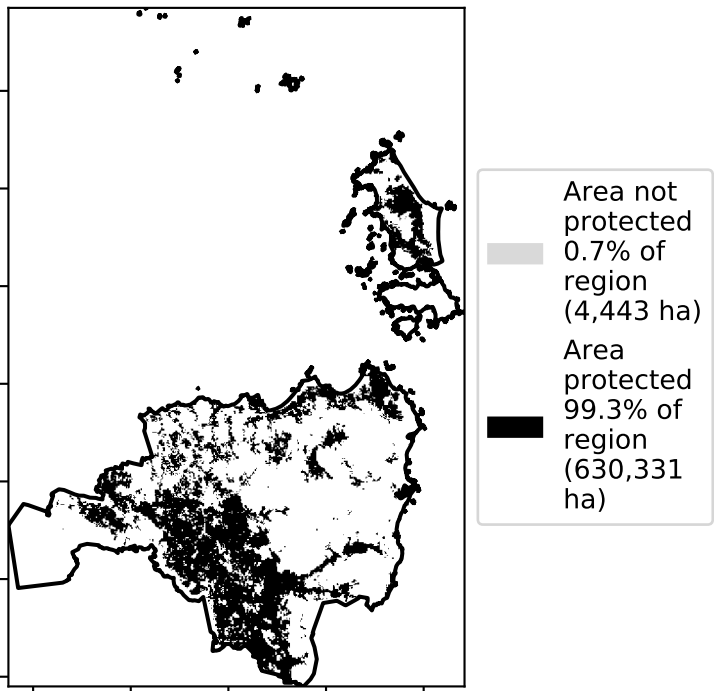 Area not
protected
0.7% of
region
(4,443 ha)
Area
protected
99.3% of
region
(630,331
ha)